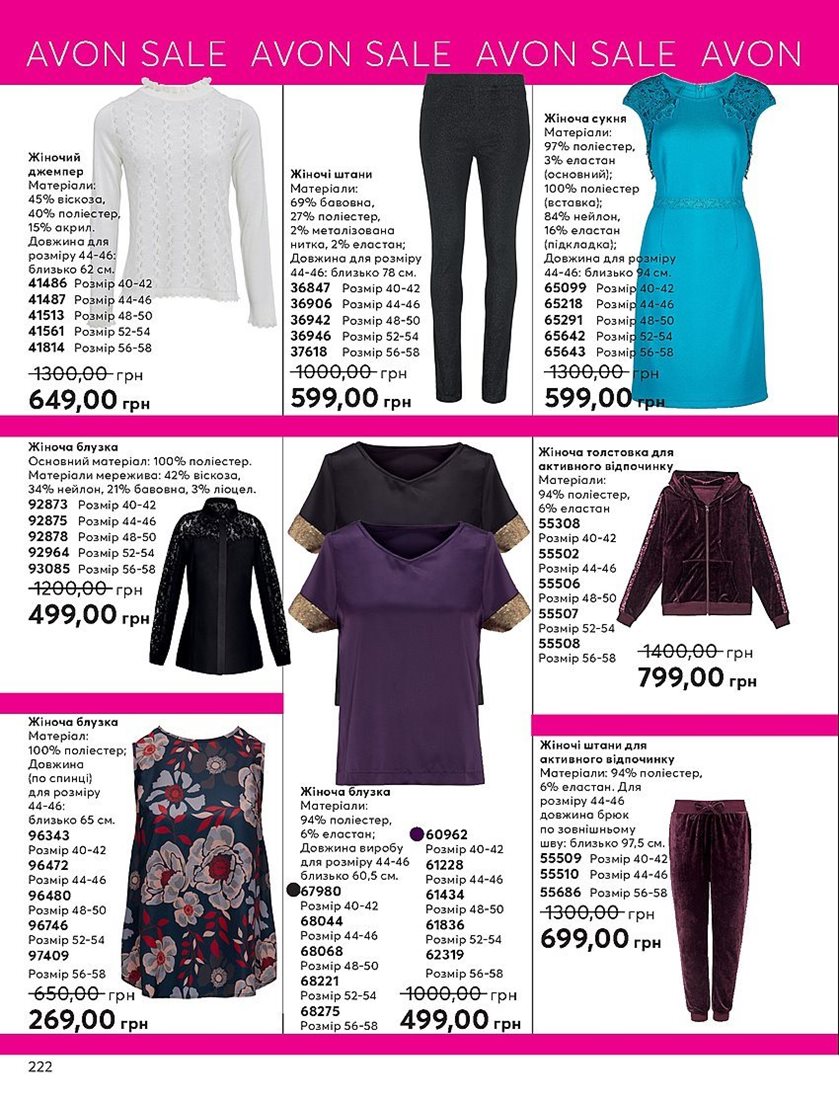 AVON SALE AVON SALE AVON SALE AVON
Жіночий
джемпер
Матеріали:
45% віскоза,
40% поліестер,
15% акрил.
Довжина для
розміру 44-46:
близько 62 см.
41486 Розмір 40-42
41487 Розмір 44-46
41513 Розмір 48-50
41561 Розмір 52-54
41814 Розмір 56-58
1300,00 грн
649,00 грн
Жіночі штани
Матеріали:
69% бавовна,
27% поліестер,
2% металізована
нитка, 2% еластан;
Довжина для розміру
44-46: близько 78 см.
36847 Розмір 40-42
36906 Розмір 44-46
36942 Розмір 48-50
36946 Розмір 52-54
37618 Розмір 56-58
1000,00 грн
599,00 грн
Жіноча сукня
Матеріали:
97% поліестер,
3% еластан
(основний);
100% поліестер
(вставка);
84% нейлон,
16% еластан
(підкладка);
Довжина для розміру
44-46: близько 94 см.
65099 Розмір 40-42
65218 Розмір 44-46
65291 Розмір 48-50
65642 Розмір 52-54
65643 Розмір 56-58
1300,00 грн
599,00 грн
Жіноча блузка
Основний матеріал: 100% поліестер.
Матеріали мережива: 42% віскоза,
34% нейлон, 21% бавовна, 3% ліоцел.
92873 Розмір 40-42
92875 Розмір 44-46
92878 Розмір 48-50
92964 Розмір 52-54
93085 Розмір 56-58
1200,00 грн
499,00 грн
Жіноча толстовка для
активного відпочинку
Матеріали:
94% поліестер,
6% еластан
55308
Розмір 40-42
55502
Розмір 44-46
55506
Розмір 48-50
55507
Розмір 52-54
55508
Розмір 56-58
1400,00 грн
799,00 грн
Жіноча блузка
Матеріал:
100% поліестер;
Довжина
(по спинці)
для розміру
44-46:
близько 65 см.
96343
Розмір 40-42
96472
Розмір 44-46
96480
Розмір 48-50
96746
Розмір 52-54
97409
Розмір 56-58
650,00 грн
269,00 грн
Жіноча блузка
Матеріали:
94% поліестер,
6% еластан;
Довжина виробу
для розміру 44-46
близько 60,5 см.
67980
Розмір 40-42
68044
Розмір 44-46
68068
Розмір 48-50
68221
Розмір 52-54
68275
Розмір 56-58
60962
Розмір 40-42
61228
Розмір 44-46
61434
Розмір 48-50
61836
Розмір 52-54
62319
Розмір 56-58
1000,00 грн
499,00 грн
Жіночі штани для
активного відпочинку
Матеріали: 94% поліестер,
6% еластан. Для
розміру 44-46
довжина брюк
по зовнішньому
шву: близько 97,5 см.
55509 Розмір 40-42
55510 Розмір 44-46
55686 Розмір 56-58
1300,00 грн
699,00 грн
222